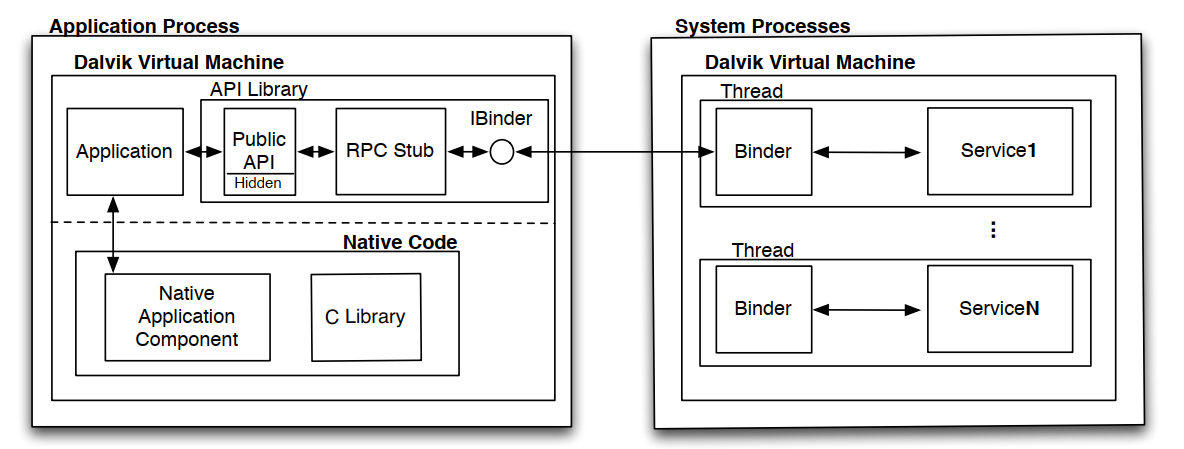 Application Process
Dalvik Virtual Machine
API Library
Application
Public
API
Hidden
RPC Stub
IBinder
Native Code
Native
Application
Component
C Library
System Processes
Dalvik Virtual Machine
Thread
Binder
Service1
⋮
Thread
Binder
ServiceN